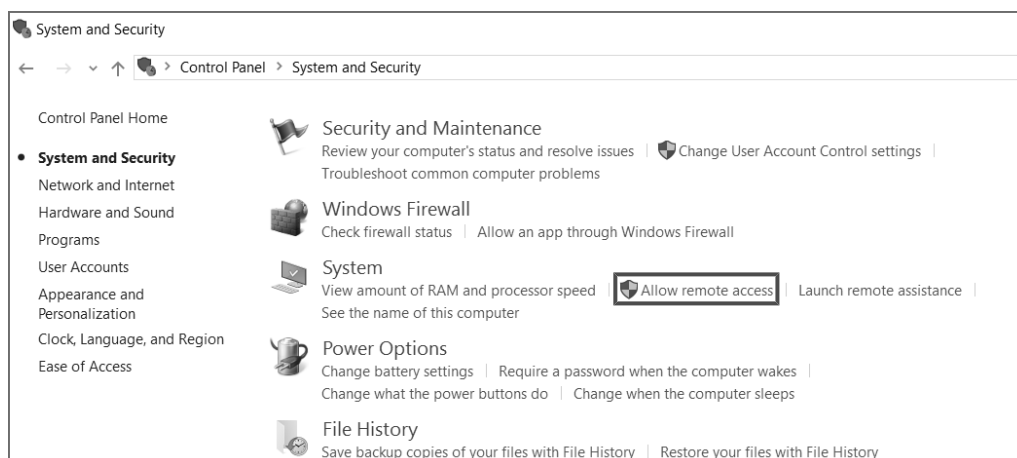 System and Security
Control Panel > System and Security
Control Panel Home
System and Security
Network and Internet
Hardware and Sound
Programs
User Accounts
Appearance and
Personalization
Clock, Language, and Region
Ease of Access
Security and Maintenance
Review your computer's status and resolve issues | Change User Account Control settings |
Troubleshoot common computer problems
Windows Firewall
Check firewall status | Allow an app through Windows Firewall
System
View amount of RAM and processor speed | Allow remote access | Launch remote assistance |
See the name of this computer
Power Options
Change battery settings | Require a password when the computer wakes |
Change what the power buttons do | Change when the computer sleeps
File History
Save backup copies of your files with File History | Restore your files with File History